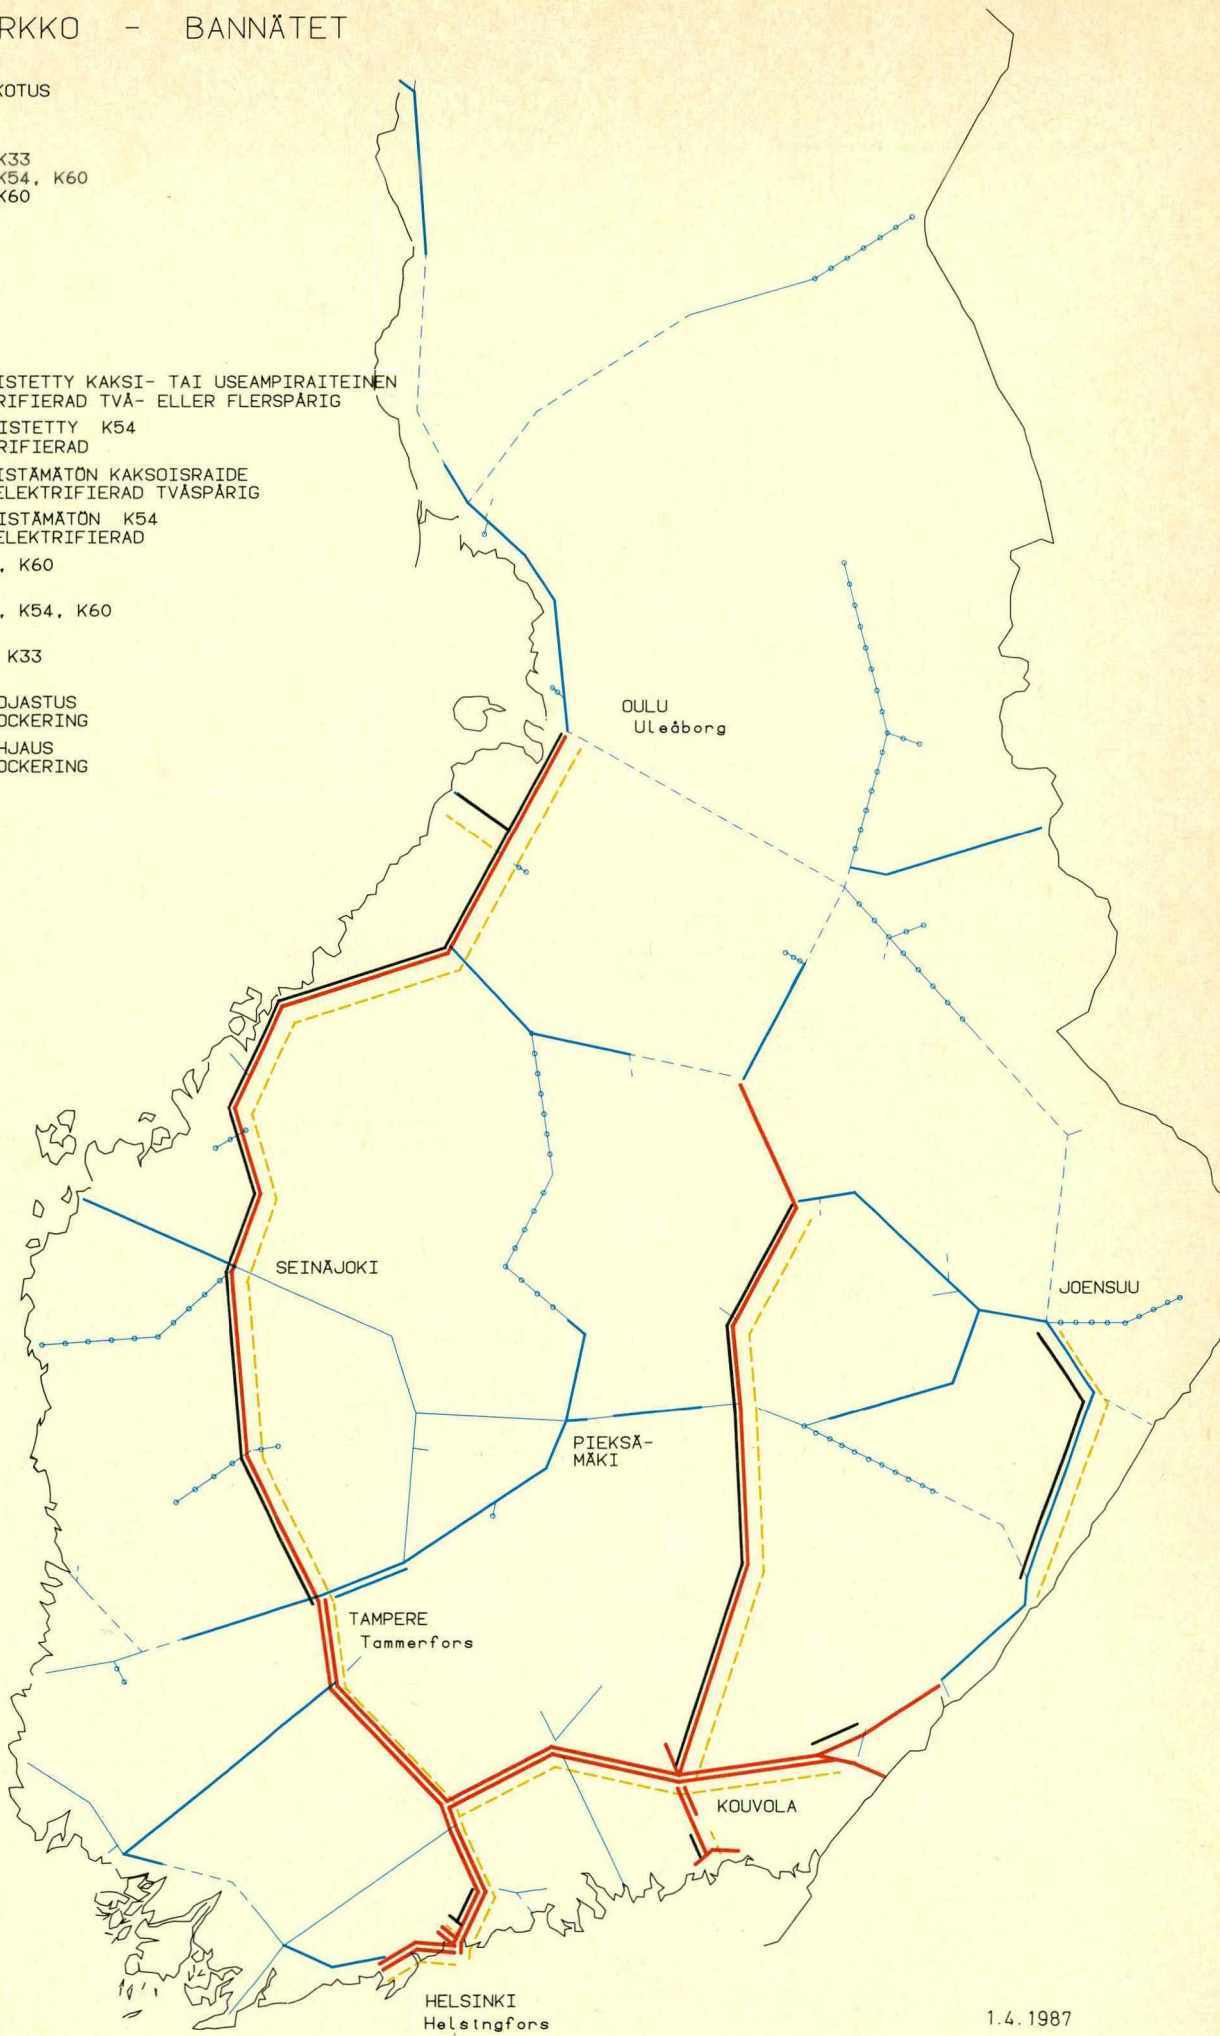 RKKO - BANNÄTET
KOTUS
K33
K54, K60
K60
ISTETTY KAKSI- TAI USEAMPIRAITEINEN
RIFIERAD TVÅ- ELLER FLERSPÅRIG
ISTETTY K54
RIFIERAD
ISTÄMÄTÖN KAKSOISRAIDE
ELEKTRIFIERAD TVÅSPÅRIG
ISTÄMÄTÖN K54
ELEKTRIFIERAD
, K60
, K54, K60
K33
OJASTUS
OCKERING
HJAUS
OCKERING
OULU
Uleåborg
SEINÄJOKI
JOENSUU
PIEKSÄ-
MÄKI
TAMPERE
Tammerfors
KOUVOLA
HELSINKI
Helsingfors
1.4.1987